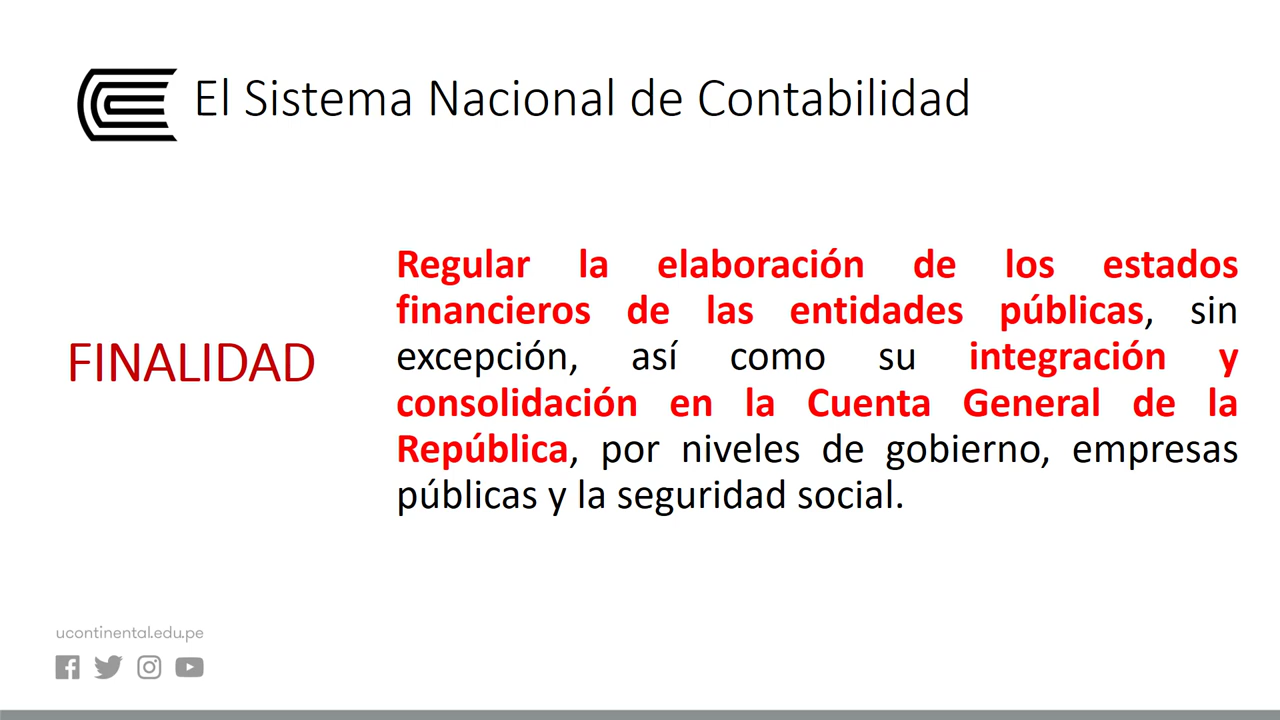 El Sistema Nacional de Contabilidad
FINALIDAD
Regular la elaboración de los estados
financieros de las entidades públicas, sin
excepción, así como su integración y
consolidación en la Cuenta General de la
República, por niveles de gobierno, empresas
públicas y la seguridad social.
ucontinental.edu.pe